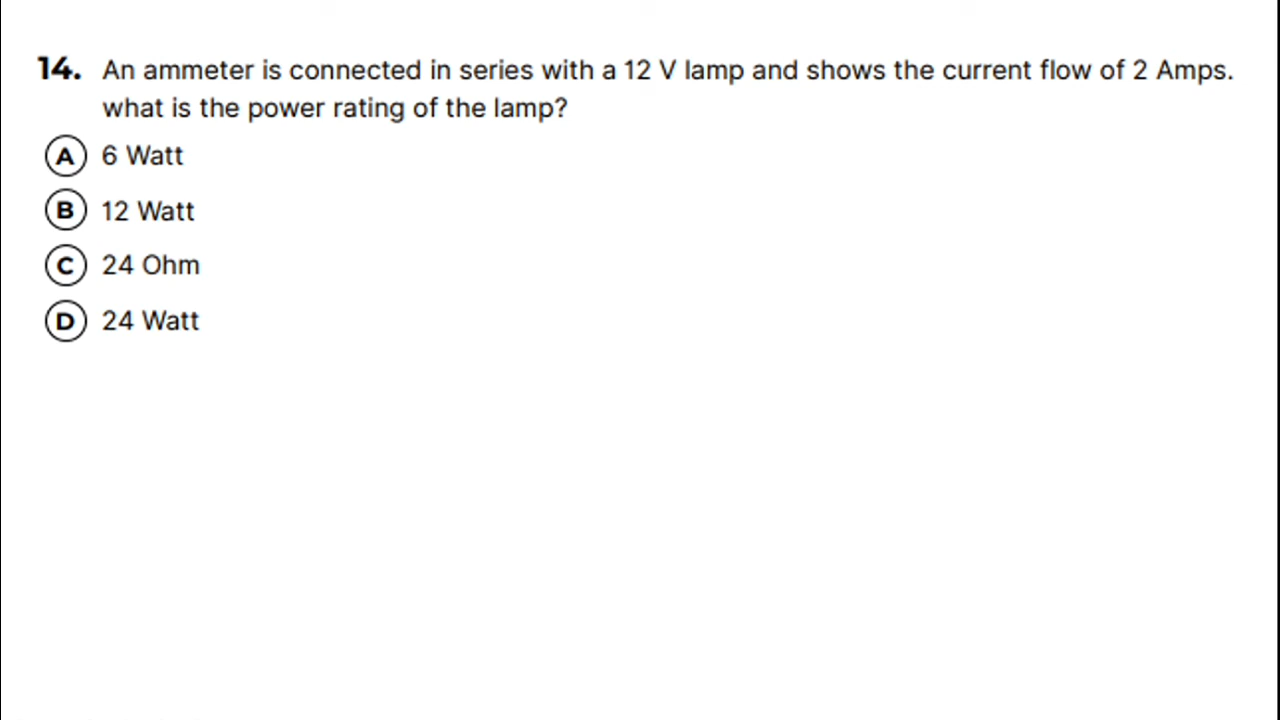 14. An ammeter is connected in series with a 12 V lamp and shows the current flow of 2 Amps.
what is the power rating of the lamp?
A 6 Watt
B 12 Watt
C 24 Ohm
D 24 Watt